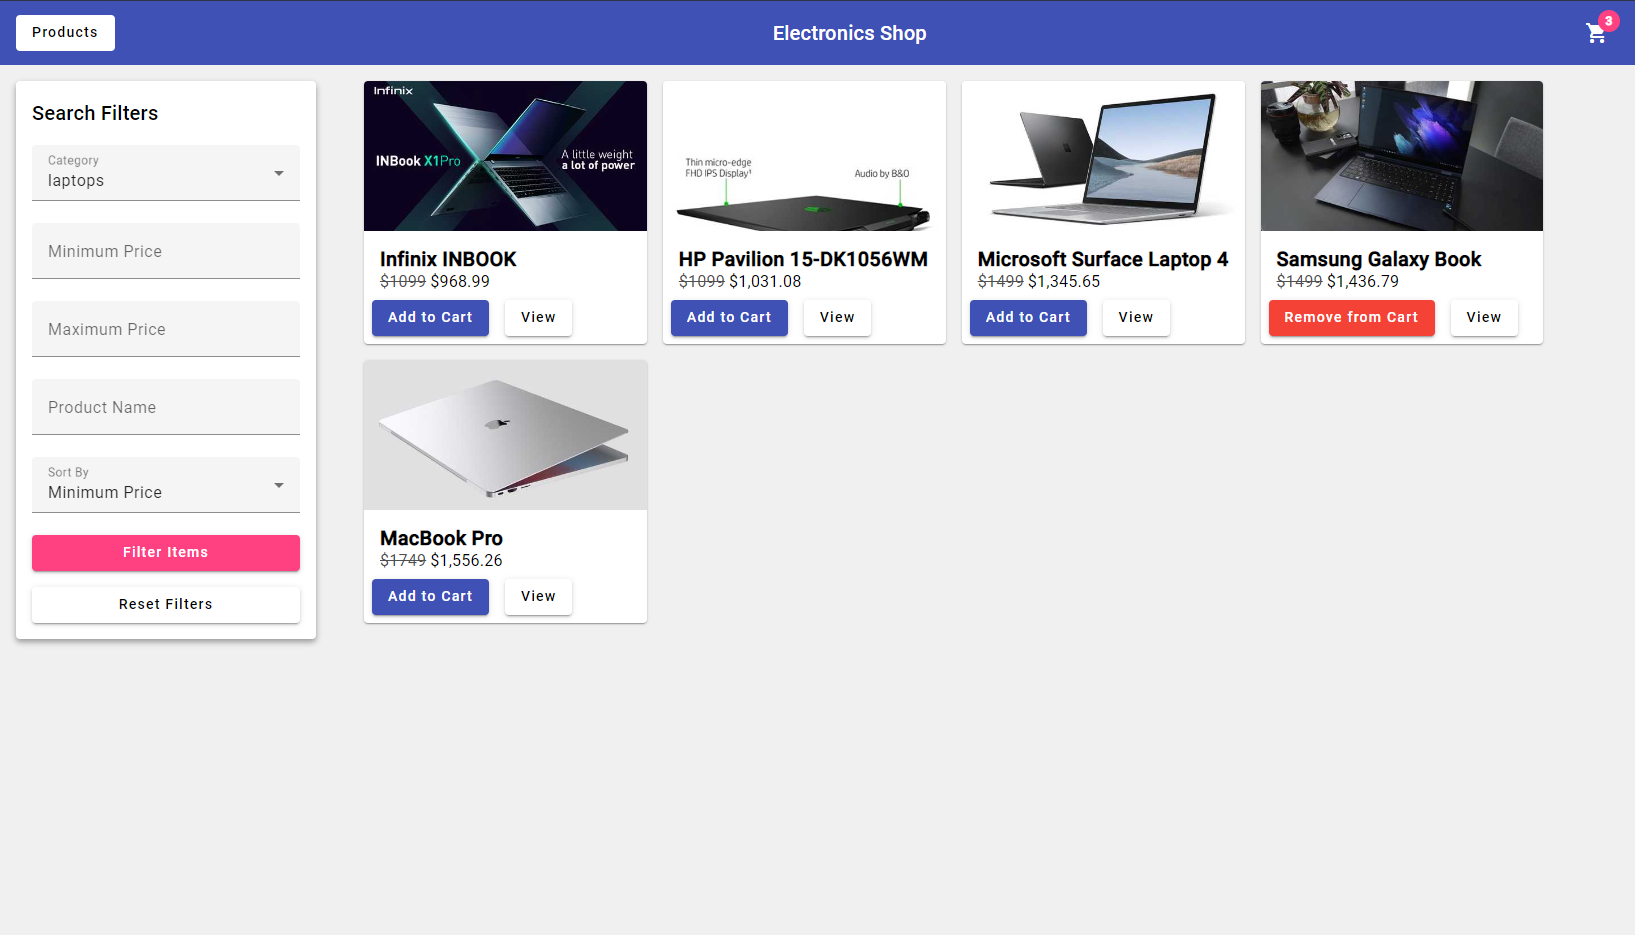 Products
Electronics Shop
3
Search Filters
Category
laptops
Minimum Price
Maximum Price
Product Name
Sort By
Minimum Price
Filter Items
Reset Filters
Infinix
INBook X1Pro
A little weight
a lot of power
Infinix INBOOK
$1099 $968.99
Add to Cart
View
Thin micro-edge
FHD IPS Display¹
Audio by B&O
HP Pavilion 15-DK1056WM
$1099 $1,031.08
Add to Cart
View
Microsoft Surface Laptop 4
$1499 $1,345.65
Add to Cart
View
Samsung Galaxy Book
$1499 $1,436.79
Remove from Cart
View
MacBook Pro
$1749 $1,556.26
Add to Cart
View